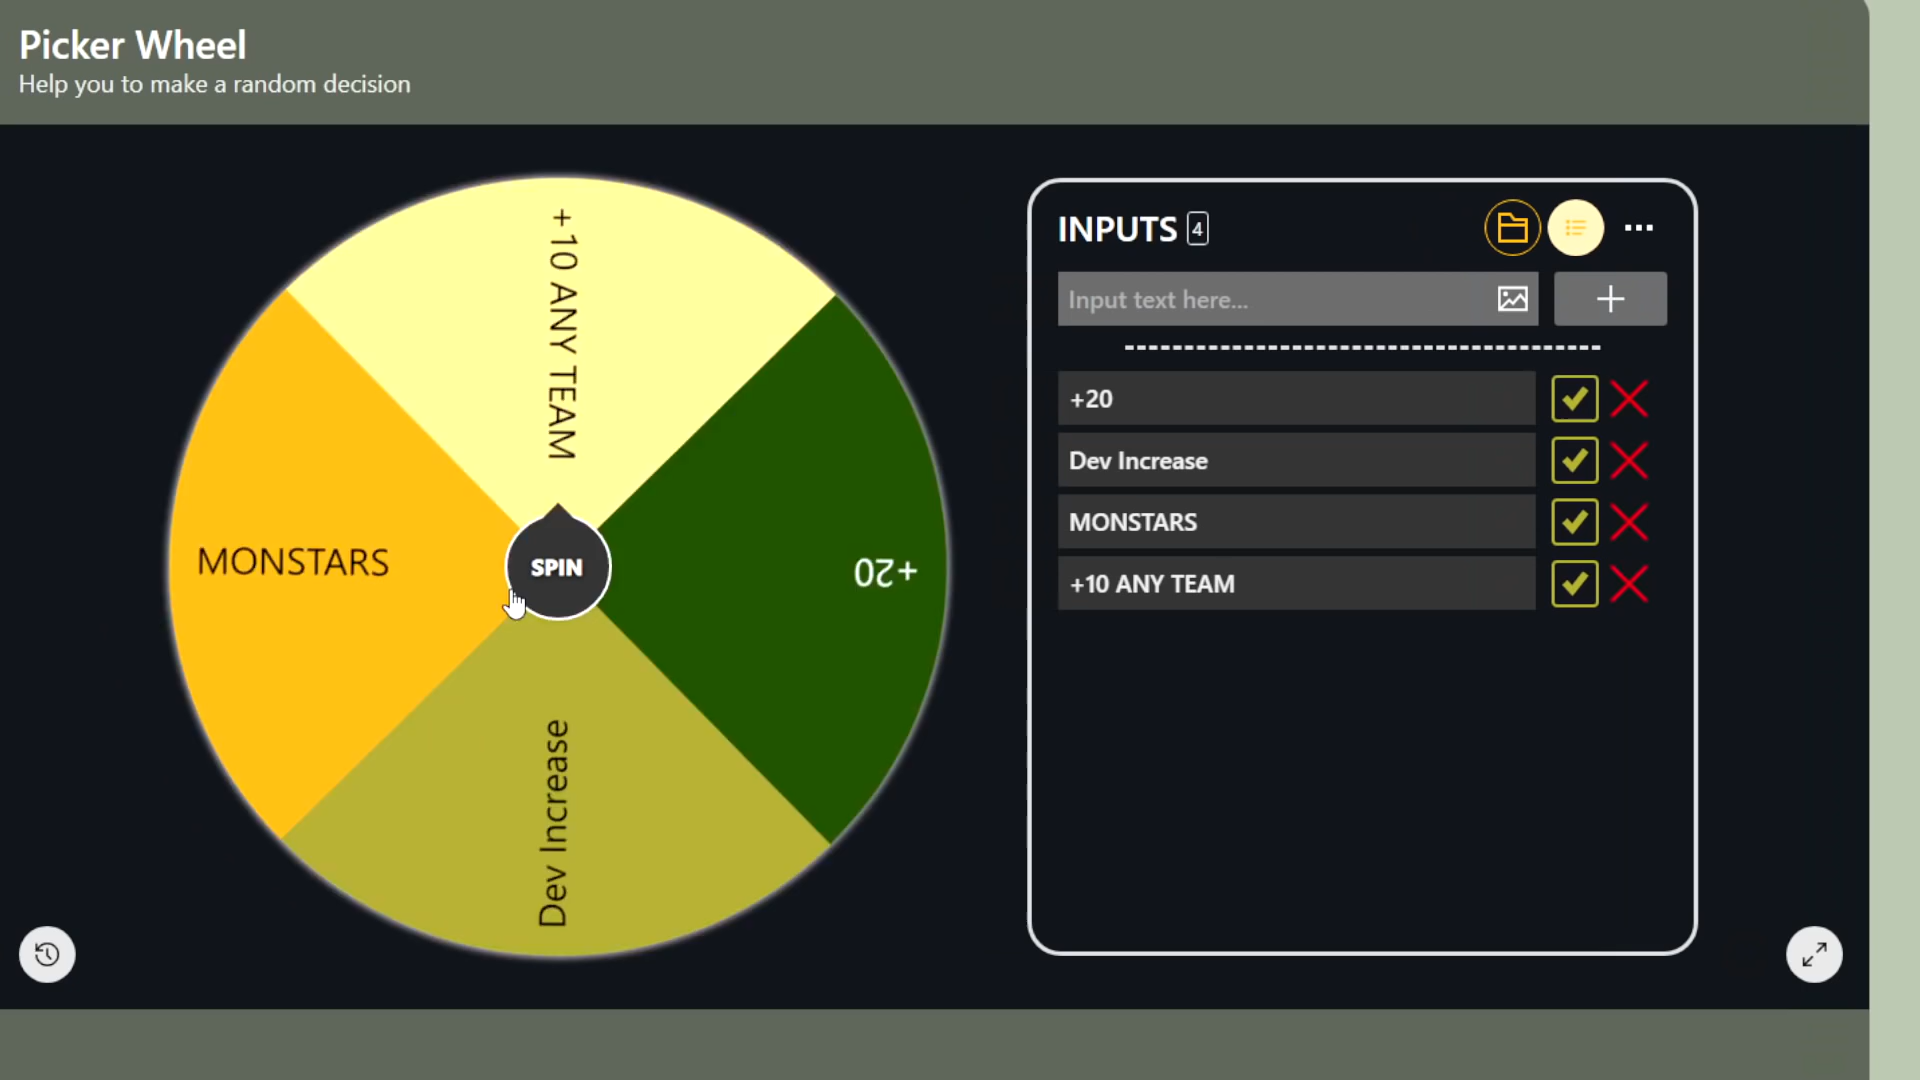 Picker Wheel
Help you to make a random decision
+10 ANY TEAM
MONSTARS
SPIN
+20
Dev Increase
INPUTS 4
Input text here...
+20
Dev Increase
MONSTARS
+10 ANY TEAM